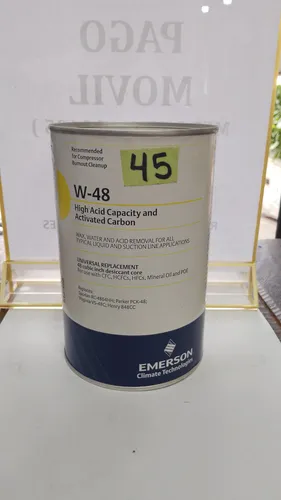 PAGO
MOVIL
Recommended
for Compressor
Burnout Cleanup
45
W-48
High Acid Capacity and
Activated Carbon
MAX. WATER AND ACID REMOVAL FOR ALL
TYPICAL LIQUID AND SUCTION LINE APPLICATIONS
UNIVERSAL REPLACEMENT
48 cubic inch desiccant core
for use with CFC, HCFCs, HFCs, Mineral Oil and POE
Replaces:
EMERSON
Climate Technologies